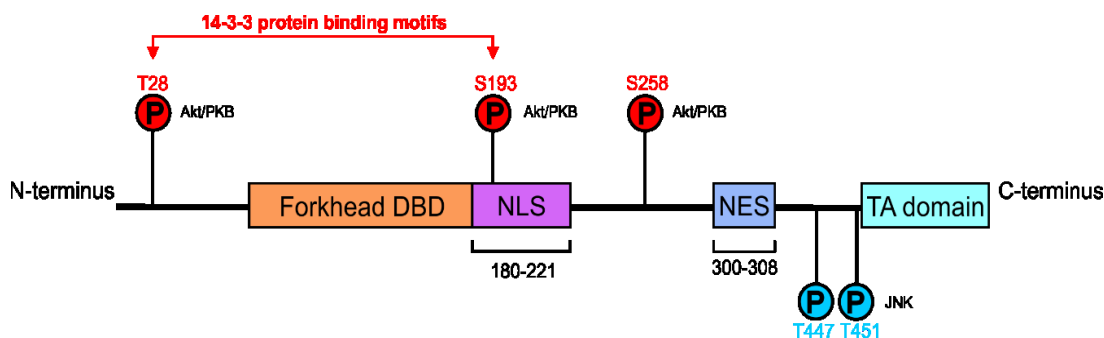 14-3-3 protein binding motifs
T28 S193 S258
P Akt/PKB P Akt/PKB P Akt/PKB
N-terminus Forkhead DBD NLS NES TA domain C-terminus
180-221 300-308
P P JNK
T447 T451